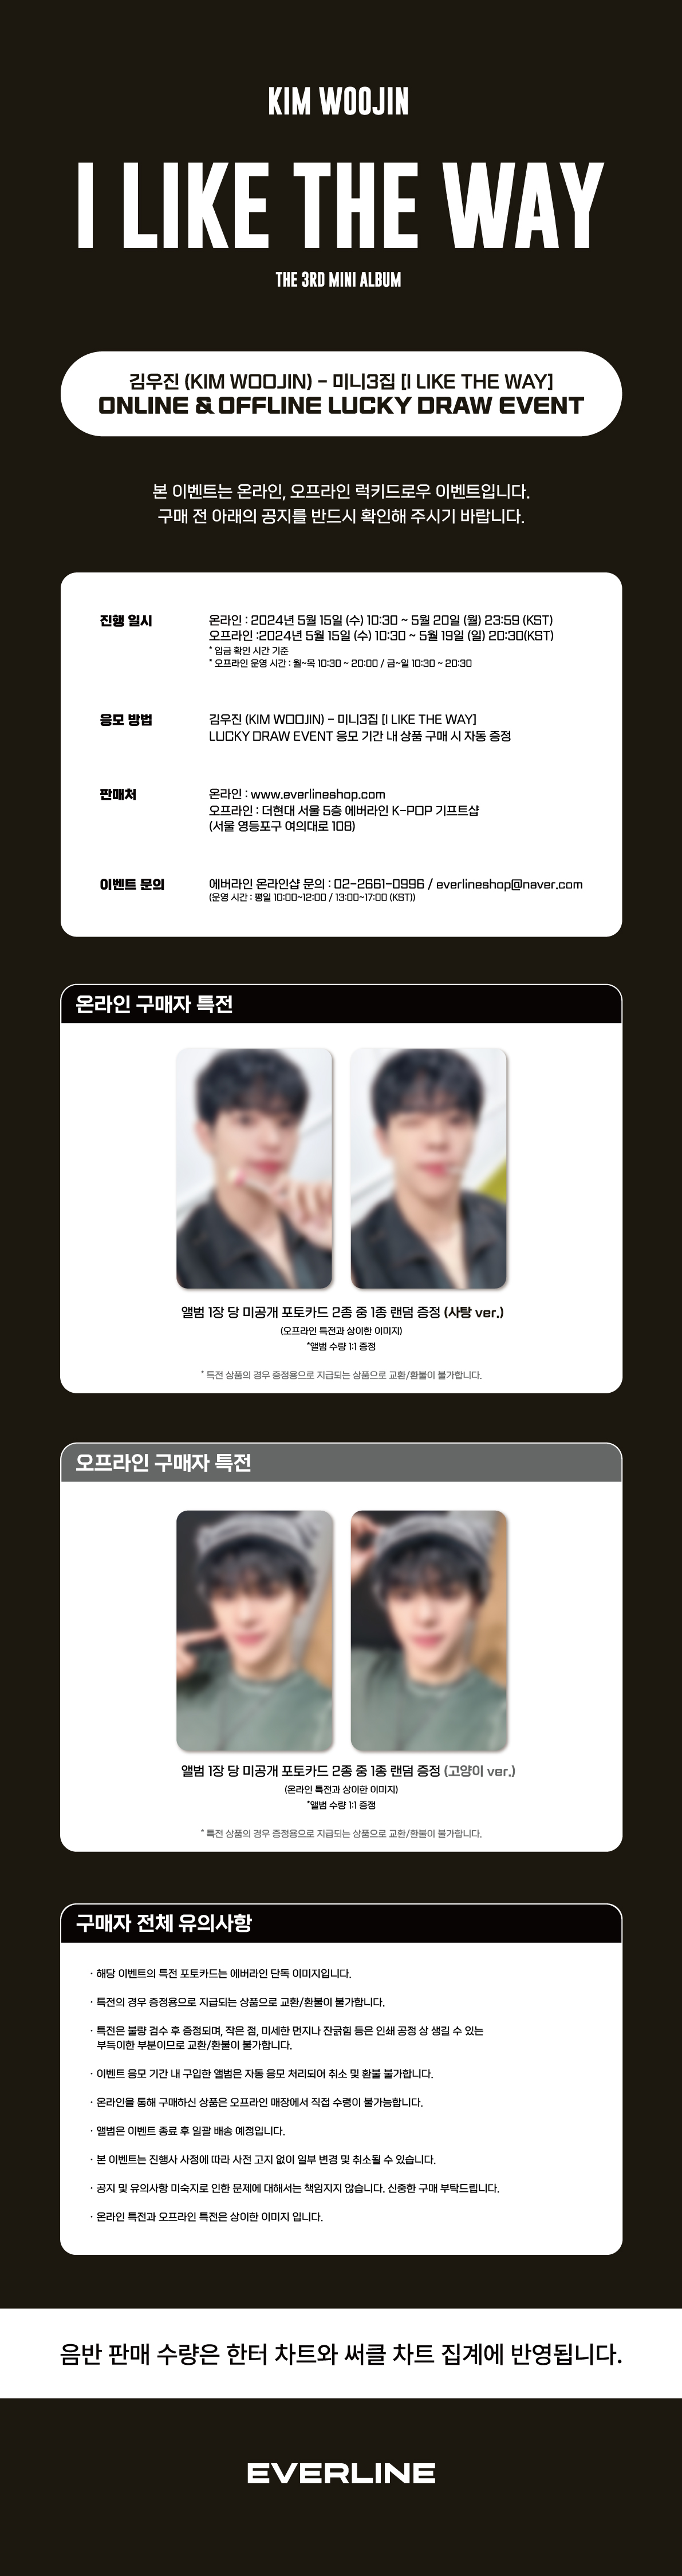 KIM WOOJIN
I LIKE THE WAY
THE 3RD MINI ALBUM
김우진 (KIM WOOJIN) - 미니3집 [I LIKE THE WAY]
ONLINE & OFFLINE LUCKY DRAW EVENT
본 이벤트는 온라인, 오프라인 럭키드로우 이벤트입니다.
구매 전 아래의 공지를 반드시 확인해 주시기 바랍니다.
진행 일시
온라인 : 2024년 5월 15일 (수) 10:30 ~ 5월 20일 (월) 23:59 (KST)
오프라인 :2024년 5월 15일 (수) 10:30 ~ 5월 19일 (일) 20:30(KST)
* 입금 확인 시간 기준
* 오프라인 운영 시간 : 월~목 10:30 ~ 20:00 / 금~일 10:30 ~ 20:30
응모 방법
김우진 (KIM WOOJIN) - 미니3집 [I LIKE THE WAY]
LUCKY DRAW EVENT 응모 기간 내 상품 구매 시 자동 증정
판매처
온라인 : www.everlineshop.com
오프라인 : 더현대 서울 5층 에버라인 K-POP 기프트샵
(서울 영등포구 여의대로 108)
이벤트 문의
에버라인 온라인샵 문의 : 02-2661-0996 / everlineshop@naver.com
(운영 시간 : 평일 10:00~12:00 / 13:00~17:00 (KST))
온라인 구매자 특전
앨범 1장 당 미공개 포토카드 2종 중 1종 랜덤 증정 (사탕 ver.)
(오프라인 특전과 상이한 이미지)
*앨범 수량 1:1 증정
* 특전 상품의 경우 증정용으로 지급되는 상품으로 교환/환불이 불가합니다.
오프라인 구매자 특전
앨범 1장 당 미공개 포토카드 2종 중 1종 랜덤 증정 (고양이 ver.)
(온라인 특전과 상이한 이미지)
*앨범 수량 1:1 증정
* 특전 상품의 경우 증정용으로 지급되는 상품으로 교환/환불이 불가합니다.
구매자 전체 유의사항
· 해당 이벤트의 특전 포토카드는 에버라인 단독 이미지입니다.
· 특전의 경우 증정용으로 지급되는 상품으로 교환/환불이 불가합니다.
· 특전은 불량 검수 후 증정되며, 작은 점, 미세한 먼지나 잔긁힘 등은 인쇄 공정 상 생길 수 있는
부득이한 부분이므로 교환/환불이 불가합니다.
· 이벤트 응모 기간 내 구입한 앨범은 자동 응모 처리되어 취소 및 환불 불가합니다.
· 온라인을 통해 구매하신 상품은 오프라인 매장에서 직접 수령이 불가능합니다.
· 앨범은 이벤트 종료 후 일괄 배송 예정입니다.
· 본 이벤트는 진행사 사정에 따라 사전 고지 없이 일부 변경 및 취소될 수 있습니다.
· 공지 및 유의사항 미숙지로 인한 문제에 대해서는 책임지지 않습니다. 신중한 구매 부탁드립니다.
· 온라인 특전과 오프라인 특전은 상이한 이미지 입니다.
음반 판매 수량은 한터 차트와 써클 차트 집계에 반영됩니다.
EVERLINE